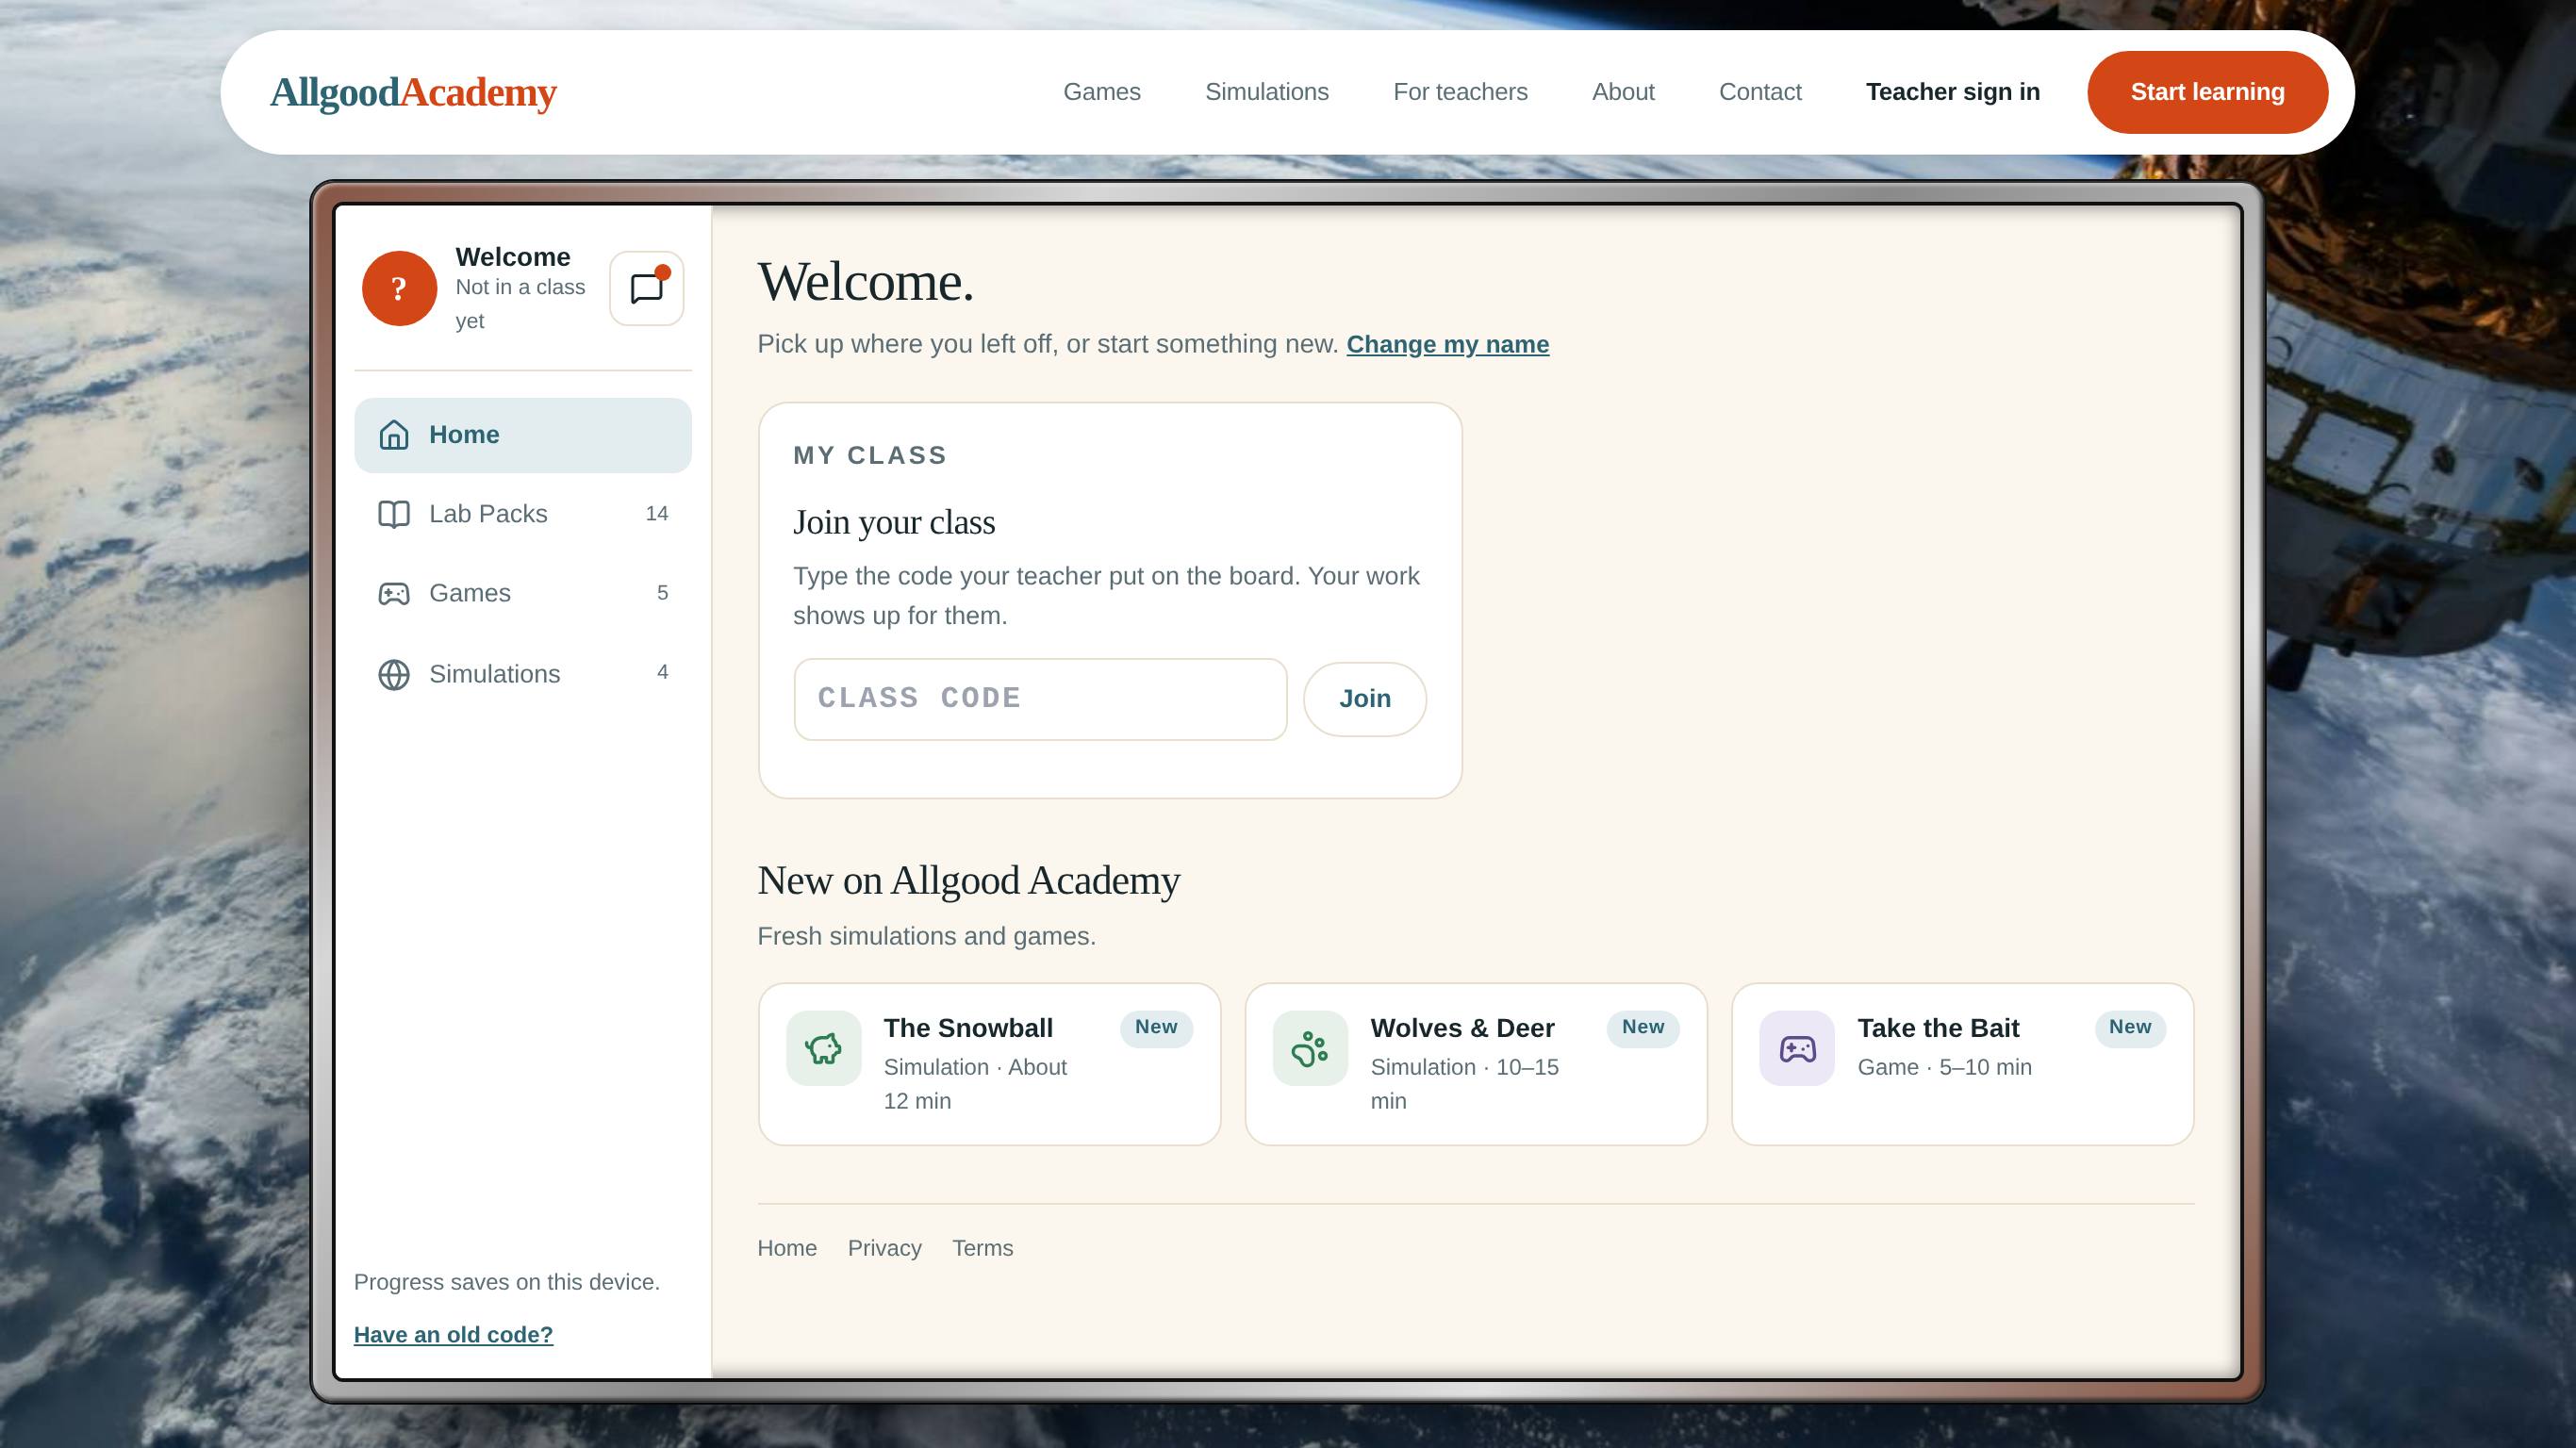 AllgoodAcademy
Games
Simulations
For teachers
About
Contact
Teacher sign in
Start learning
?
Welcome
Not in a class
yet
Home
Lab Packs 14
Games 5
Simulations 4
Progress saves on this device.
Have an old code?
Welcome.
Pick up where you left off, or start something new. Change my name
MY CLASS
Join your class
Type the code your teacher put on the board. Your work
shows up for them.
CLASS CODE
Join
New on Allgood Academy
Fresh simulations and games.
The Snowball
New
Simulation · About
12 min
Wolves & Deer
New
Simulation · 10–15
min
Take the Bait
New
Game · 5–10 min
Home
Privacy
Terms